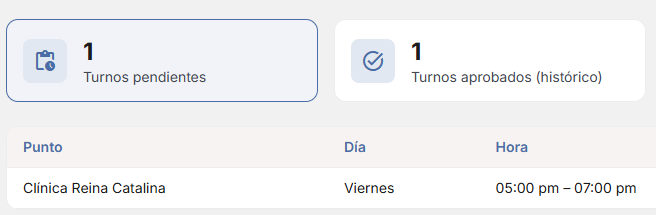 1
Turnos pendientes
1
Turnos aprobados (histórico)
Punto Día Hora
Clínica Reina Catalina Viernes 05:00 pm – 07:00 pm